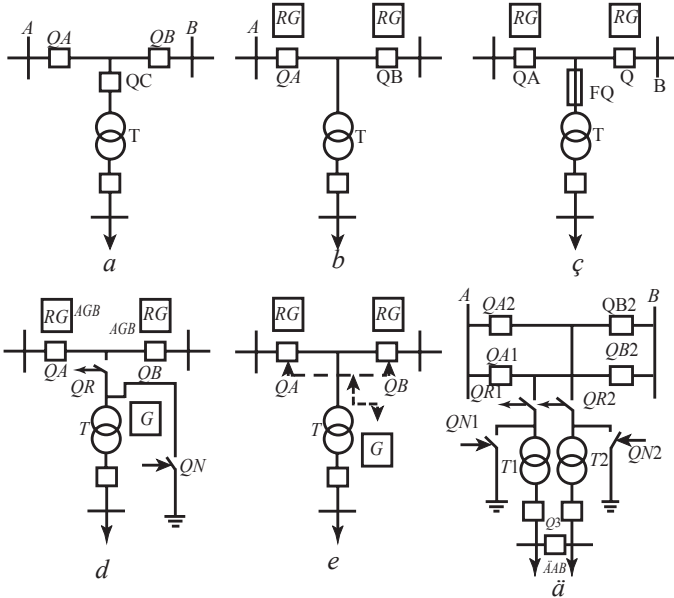 A QA QB B
QC
T
a
RG RG
A
QA QB
T
b
RG RG
QA Q
B
FQ
T
ç
RG AGB AGB RG
QA QB
QR
T G
QN
d
RG RG
QA QB
T
G
e
A QA2 QB2 B
QA1 QB2
QR1 QR2
QN1 QN2
T1 T2
Q3
ÄAB
ä